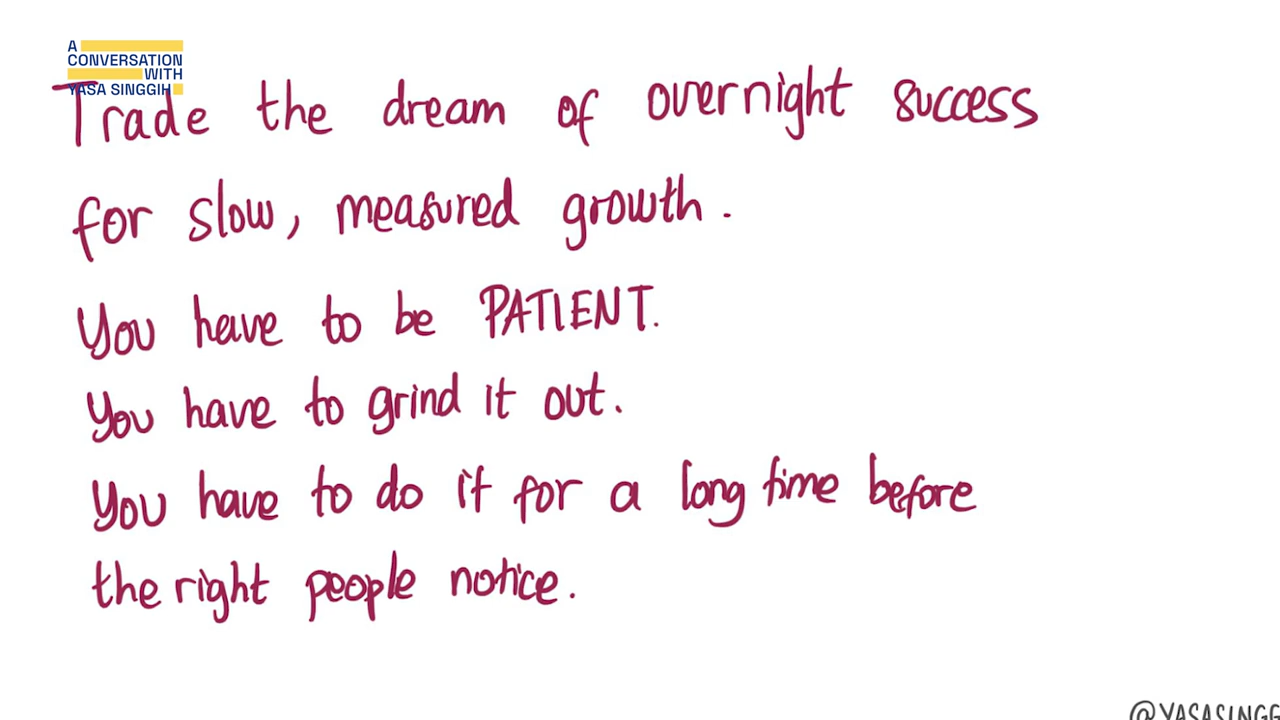 A
CONVERSATION
WITH
YASA SINGGIH
Trade the dream of overnight success
for slow, measured growth.
You have to be PATIENT.
You have to grind it out.
You have to do it for a long time before
the right people notice.
@YASASINGG